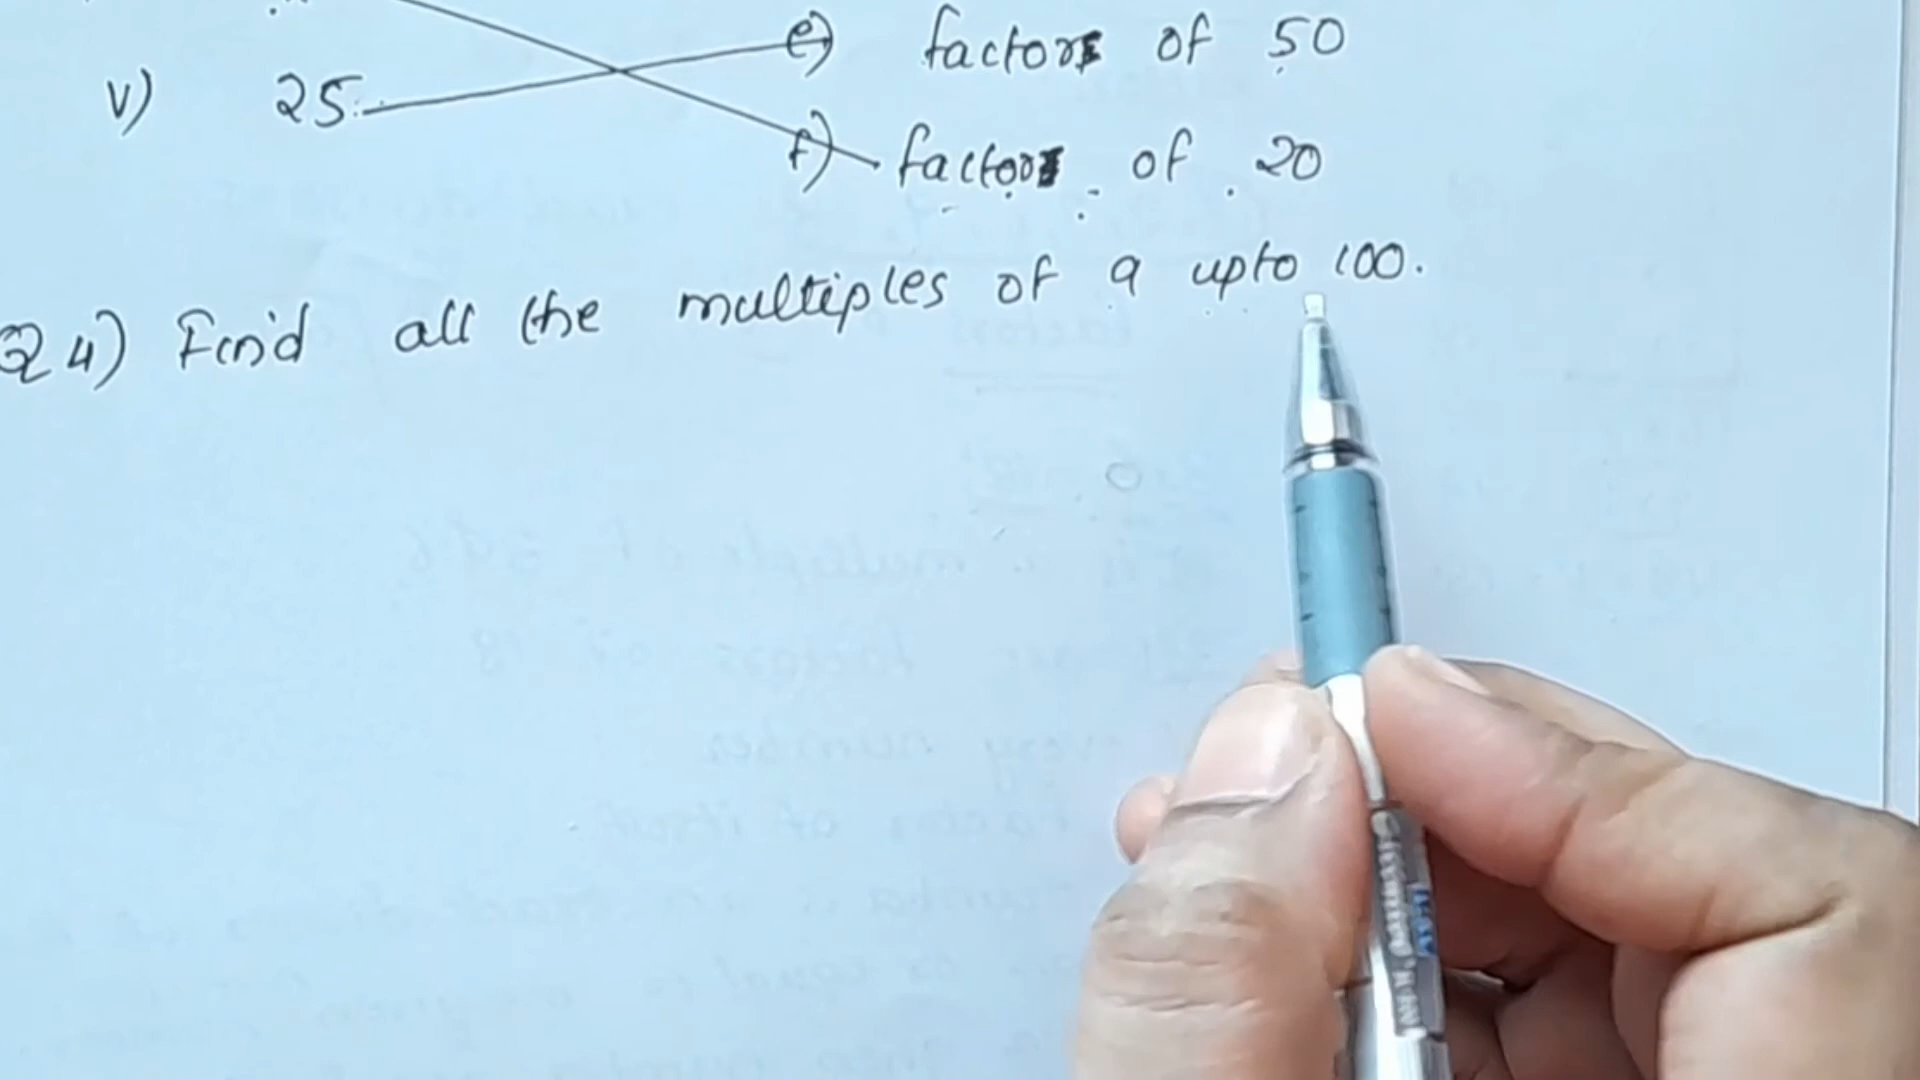 e) factors of 50
v) 25
f) factors of 20
Q4) Find all the multiples of 9 upto 100.